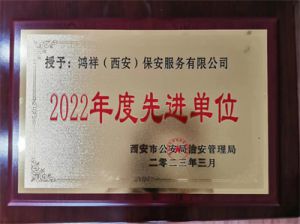 授予：鸿祥（西安）保安服务有限公司
2022年度先进单位
西安市公安局治安管理局
二零二三年三月